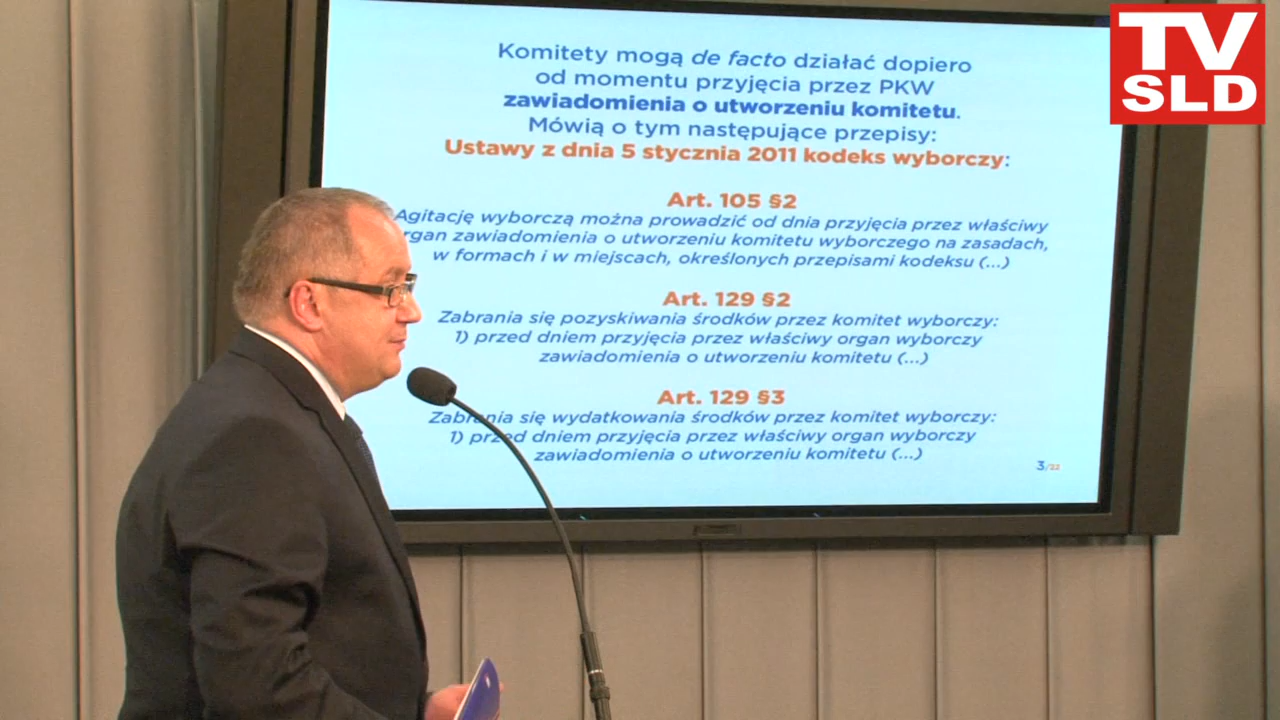 TV
SLD
Komitety mogą de facto działać dopiero
od momentu przyjęcia przez PKW
zawiadomienia o utworzeniu komitetu.
Mówią o tym następujące przepisy:
Ustawy z dnia 5 stycznia 2011 kodeks wyborczy:
Art. 105 §2
Agitację wyborczą można prowadzić od dnia przyjęcia przez właściwy
rgan zawiadomienia o utworzeniu komitetu wyborczego na zasadach,
w formach i w miejscach, określonych przepisami kodeksu (...)
Art. 129 §2
Zabrania się pozyskiwania środków przez komitet wyborczy:
1) przed dniem przyjęcia przez właściwy organ wyborczy
zawiadomienia o utworzeniu komitetu (...)
Art. 129 §3
Zabrania się wydatkowania środków przez komitet wyborczy:
1) przed dniem przyjęcia przez właściwy organ wyborczy
zawiadomienia o utworzeniu komitetu (...)
3/22